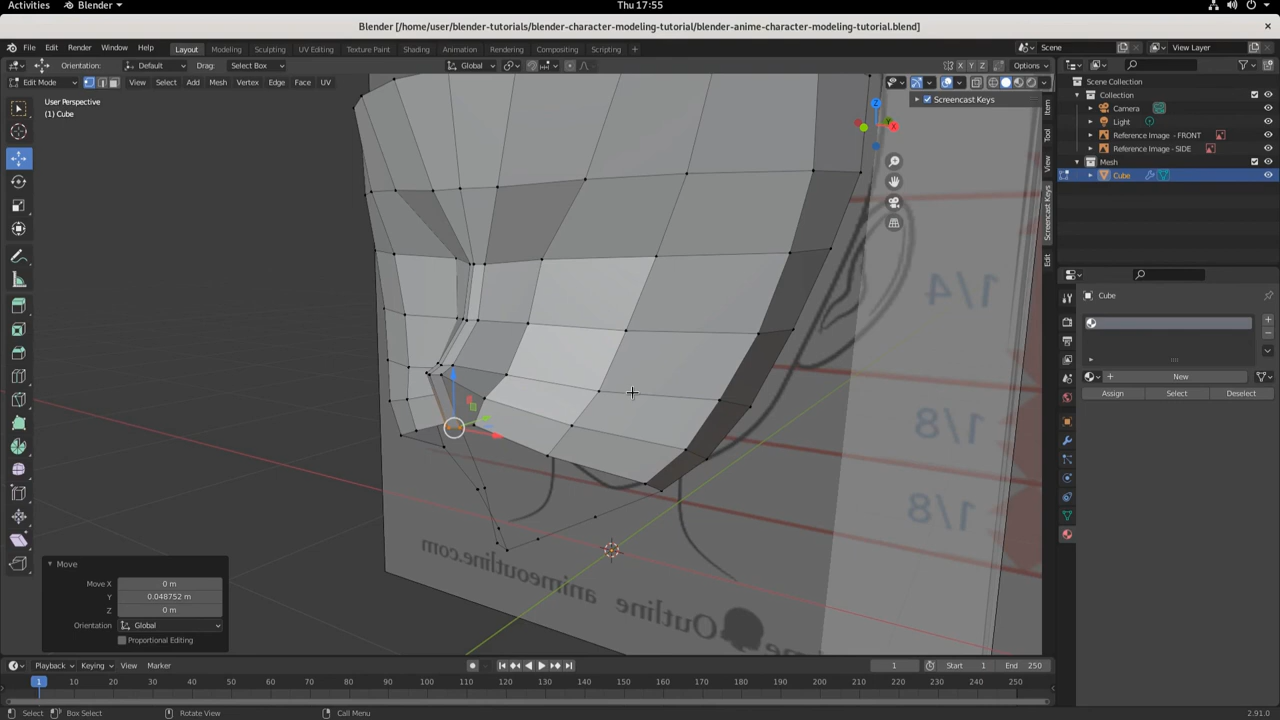 Activities Blender Thu 17:55
Blender [/home/user/blender-tutorials/blender-character-modeling-tutorial/blender-anime-character-modeling-tutorial.blend]
File Edit Render Window Help Layout Modeling Sculpting UV Editing Texture Paint Shading Animation Rendering Compositing Scripting + Scene View Layer
Orientation: Default Drag: Select Box Global X Y Z Options
Edit Mode View Select Add Mesh Vertex Edge Face UV
User Perspective
(1) Cube
Screencast Keys
Item
Tool
View
Screencast Keys
Edit
Z
Y
X
Scene Collection
Collection
Camera
Light
Reference Image - FRONT
Reference Image - SIDE
Mesh
Cube
Cube
New
Assign Select Deselect
1/4
1/8
1/8
animeoutline.com
Outline
Move
Move X 0 m
Y 0.048752 m
Z 0 m
Orientation Global
Proportional Editing
Playback Keying View Marker 1 Start 1 End 250
1 10 20 30 40 50 60 70 80 90 100 110 120 130 140 150 160 170 180 190 200 210 220 230 240 250
Select Box Select Rotate View Call Menu 2.91.0